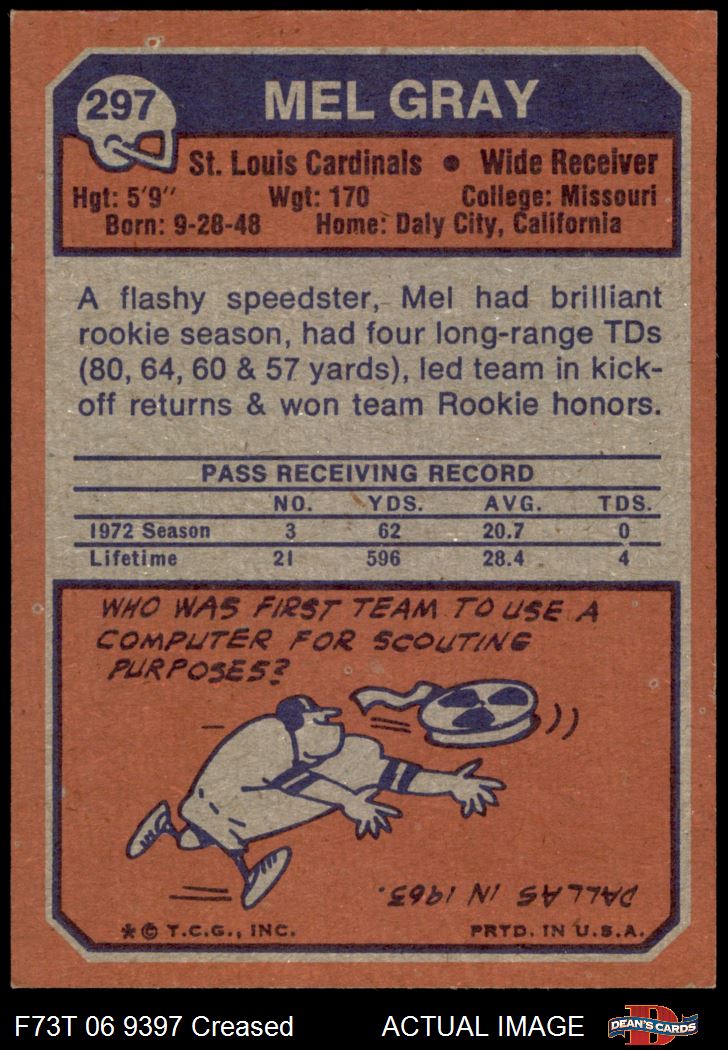 297
MEL GRAY
St. Louis Cardinals • Wide Receiver
Hgt: 5'9" Wgt: 170 College: Missouri
Born: 9-28-48 Home: Daly City, California
A flashy speedster, Mel had brilliant
rookie season, had four long-range TDs
(80, 64, 60 & 57 yards), led team in kick-
off returns & won team Rookie honors.
PASS RECEIVING RECORD
NO. YDS. AVG. TDS.
1972 Season 3 62 20.7 0
Lifetime 21 596 28.4 4
WHO WAS FIRST TEAM TO USE A
COMPUTER FOR SCOUTING
PURPOSES?
DALLAS IN 1963.
*© T.C.G., INC. PRTD. IN U.S.A.
F73T 06 9397 Creased ACTUAL IMAGE
D
DEAN'S CARDS